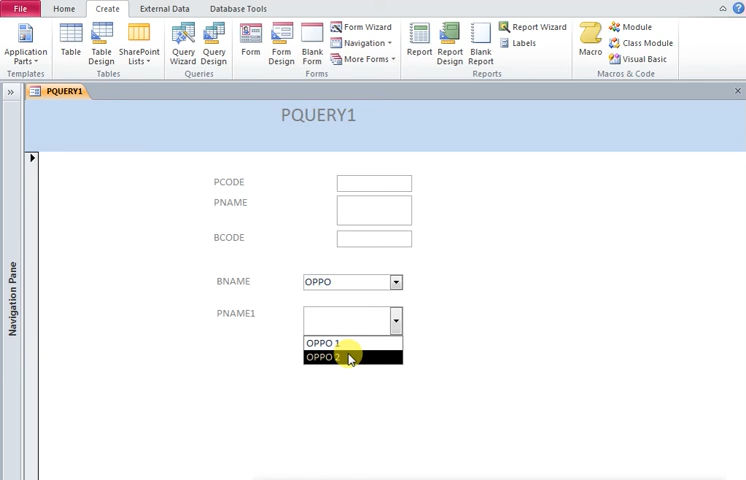 File Home Create External Data Database Tools
Application Parts Table Table Design SharePoint Lists Query Wizard Query Design Form Form Design Blank Form Form Wizard Navigation More Forms Report Report Design Blank Report Report Wizard Labels Macro Module Class Module Visual Basic
Templates Tables Queries Forms Reports Macros & Code
PQUERY1
PQUERY1
Navigation Pane
PCODE
PNAME
BCODE
BNAME OPPO
PNAME1
OPPO 1
OPPO 2